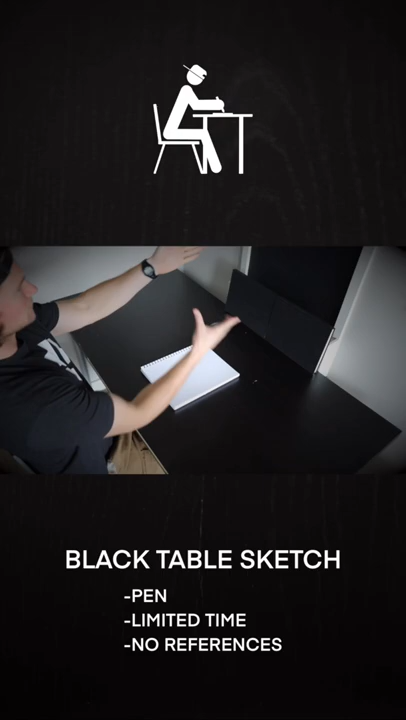 BLACK TABLE SKETCH
-PEN
-LIMITED TIME
-NO REFERENCES